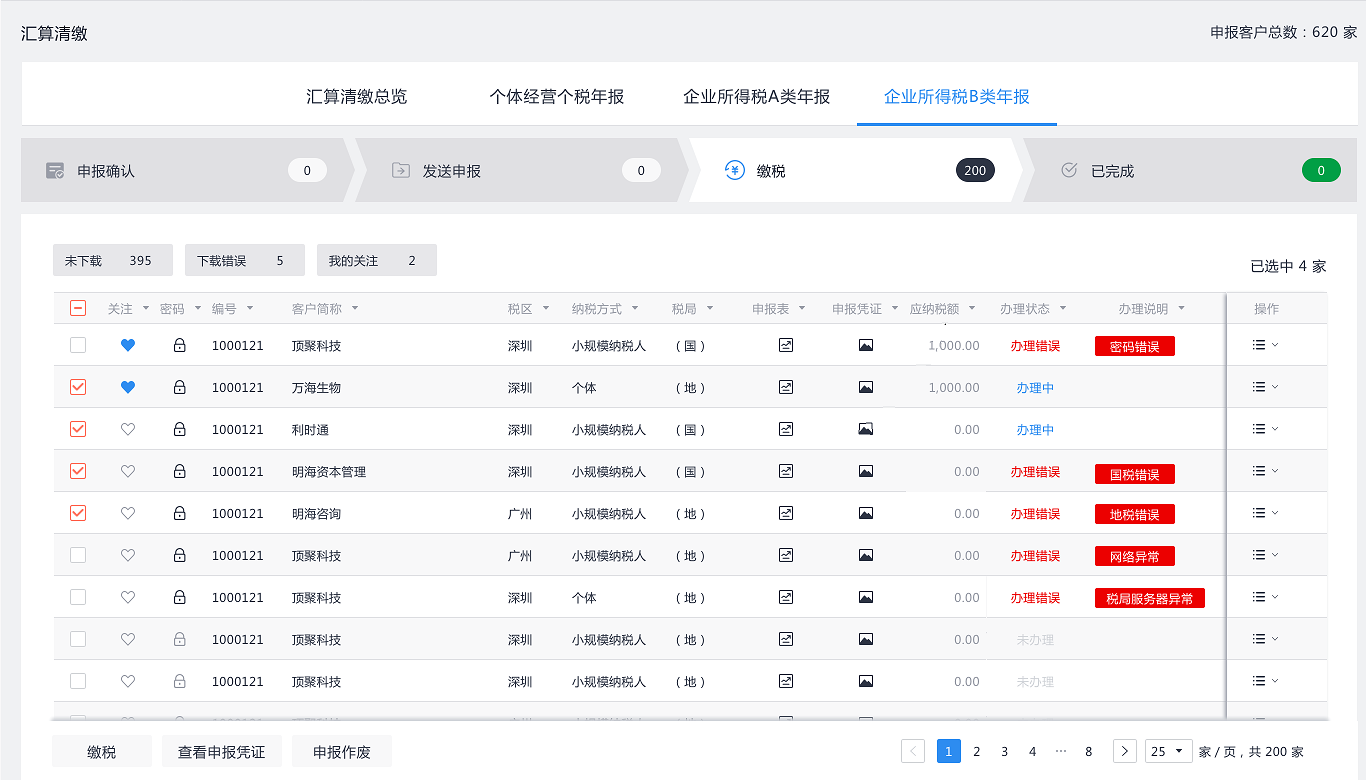 汇算清缴 申报客户总数：620 家
汇算清缴总览 个体经营个税年报 企业所得税A类年报 企业所得税B类年报
申报确认 0 发送申报 0 缴税 200 已完成 0
未下载 395 下载错误 5 我的关注 2 已选中 4 家
关注 密码 编号 客户简称 税区 纳税方式 税局 申报表 申报凭证 应纳税额 办理状态 办理说明 操作
1000121 顶聚科技 深圳 小规模纳税人 （国） 1,000.00 办理错误 密码错误
1000121 万海生物 深圳 个体 （地） 1,000.00 办理中
1000121 利时通 深圳 小规模纳税人 （国） 0.00 办理中
1000121 明海资本管理 深圳 小规模纳税人 （国） 0.00 办理错误 国税错误
1000121 明海咨询 广州 小规模纳税人 （地） 0.00 办理错误 地税错误
1000121 顶聚科技 广州 小规模纳税人 （地） 0.00 办理错误 网络异常
1000121 顶聚科技 深圳 个体 （地） 0.00 办理错误 税局服务器异常
1000121 顶聚科技 深圳 小规模纳税人 （地） 0.00 未办理
1000121 顶聚科技 深圳 小规模纳税人 （地） 0.00 未办理
缴税 查看申报凭证 申报作废 1 2 3 4 ··· 8 25 家 / 页，共 200 家